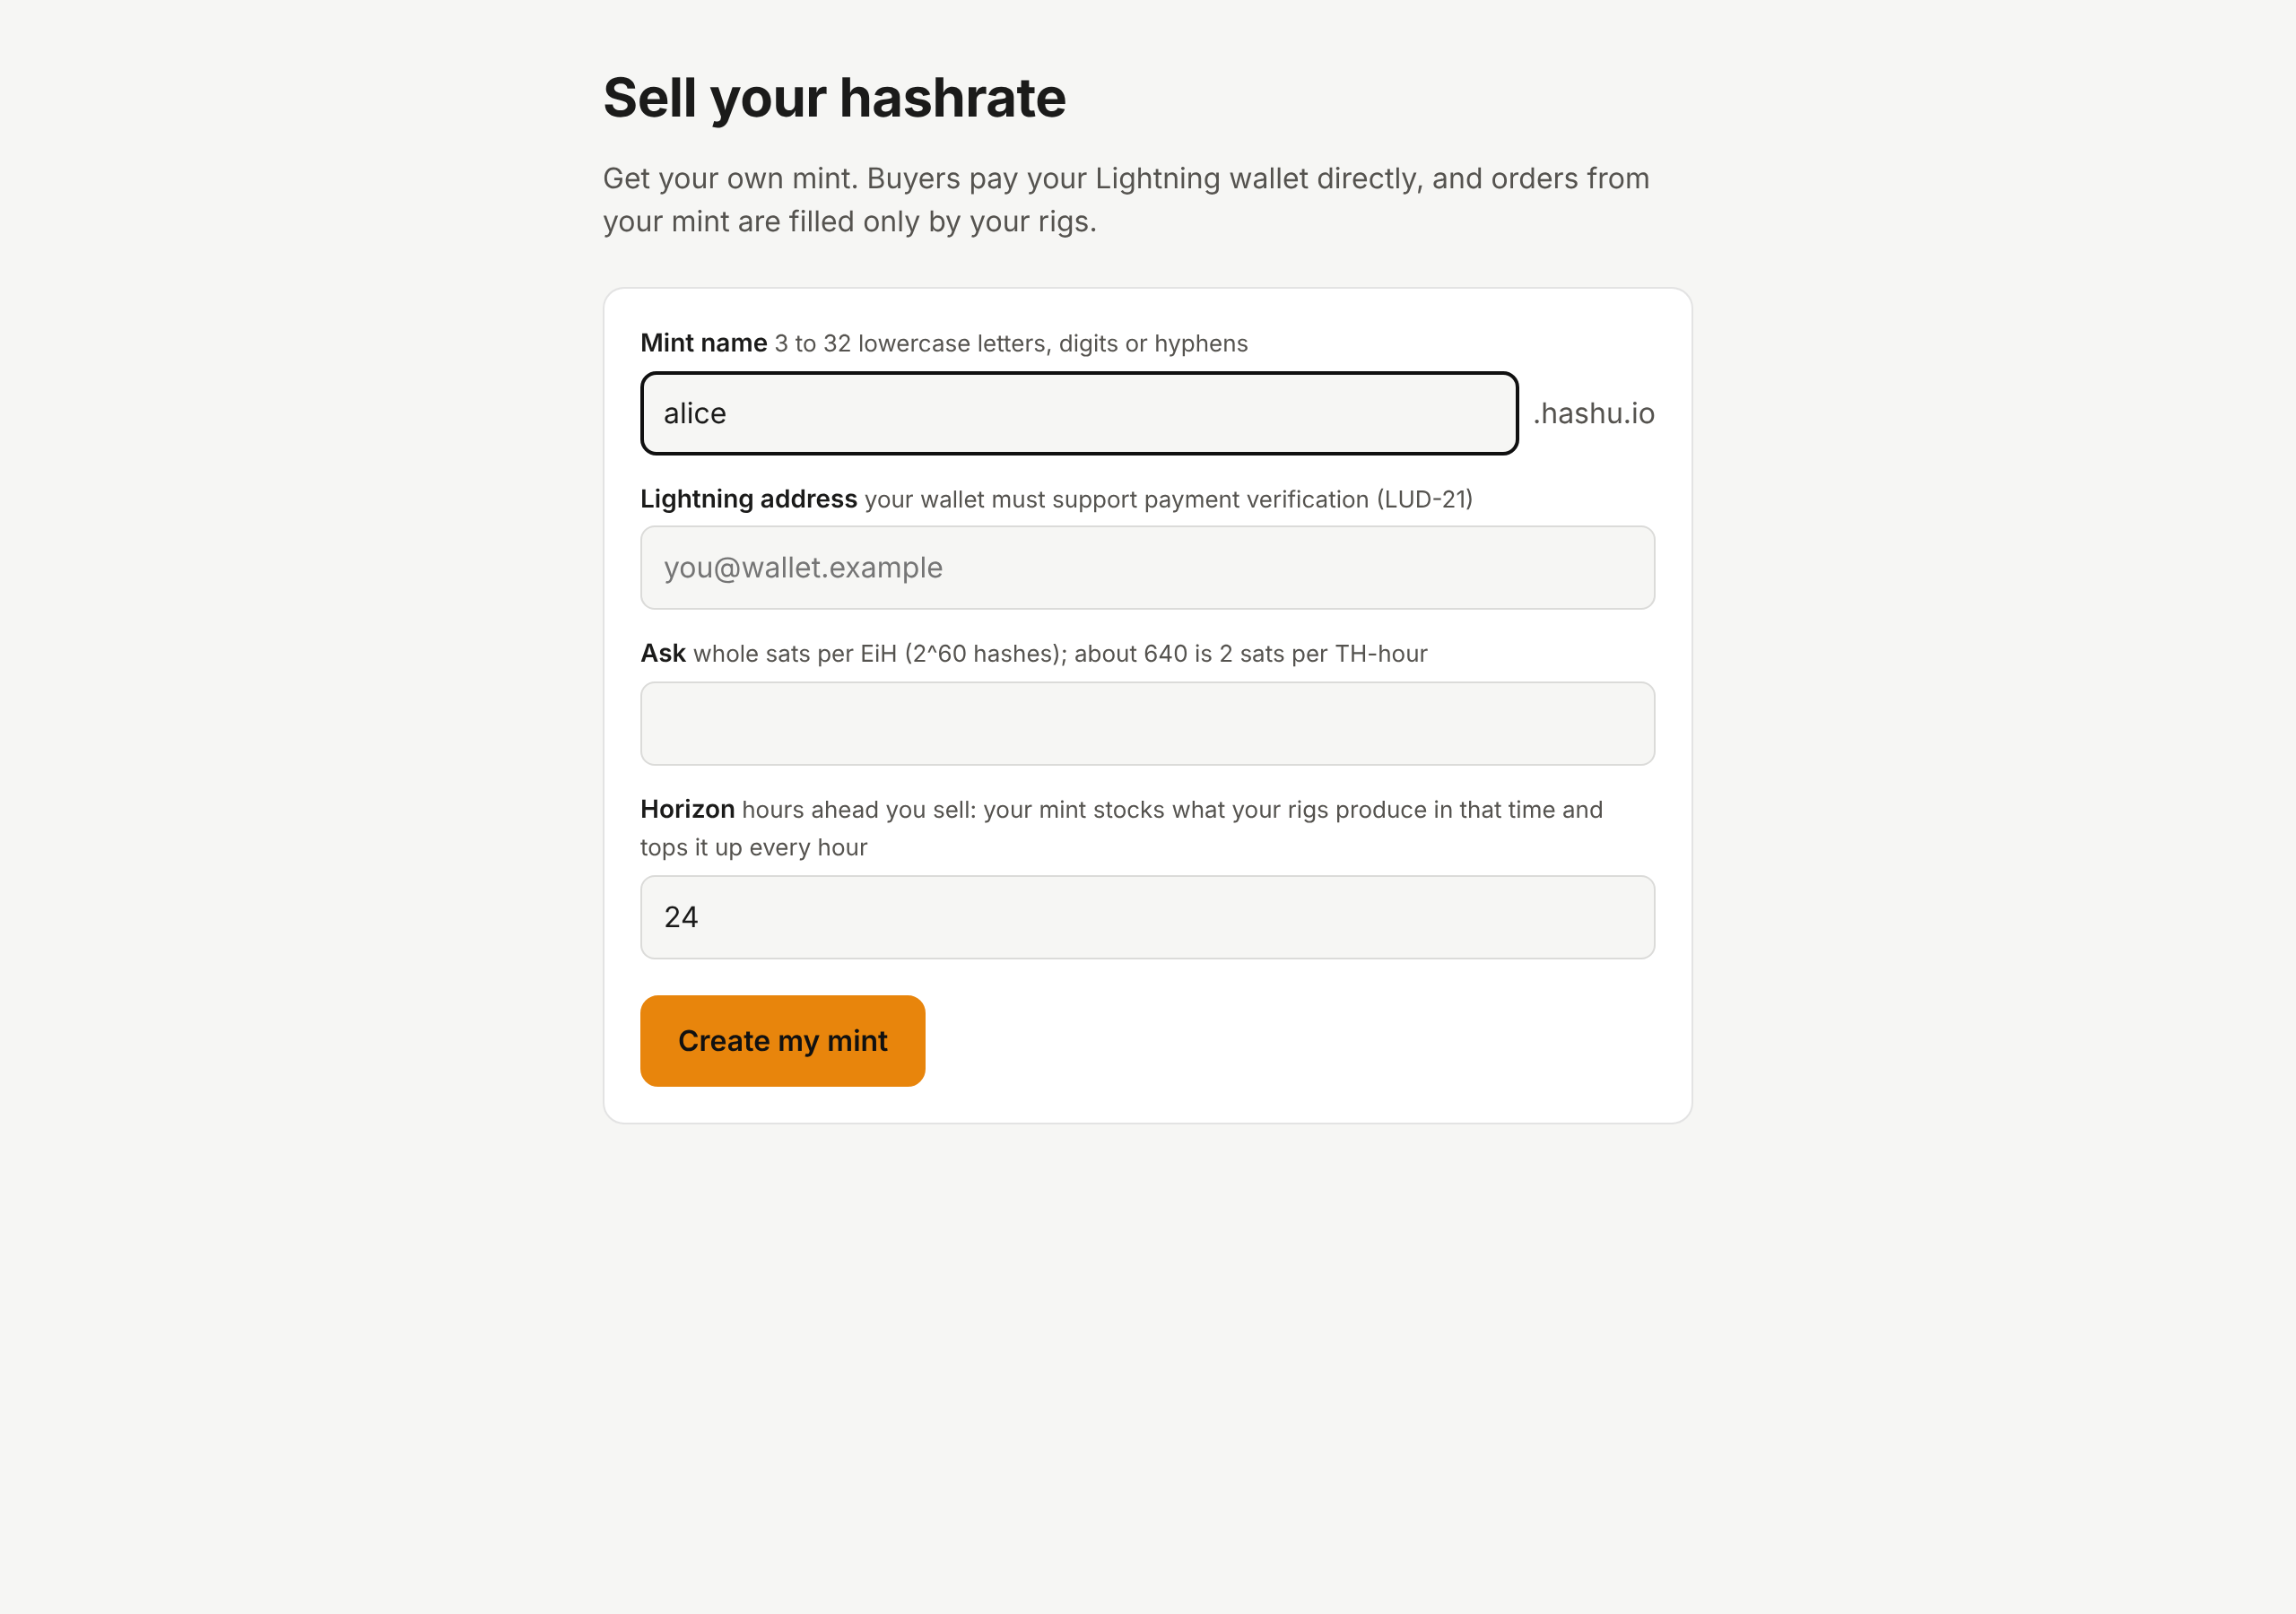 Sell your hashrate
Get your own mint. Buyers pay your Lightning wallet directly, and orders from
your mint are filled only by your rigs.
Mint name 3 to 32 lowercase letters, digits or hyphens
alice .hashu.io
Lightning address your wallet must support payment verification (LUD-21)
you@wallet.example
Ask whole sats per EiH (2^60 hashes); about 640 is 2 sats per TH-hour
Horizon hours ahead you sell: your mint stocks what your rigs produce in that time and
tops it up every hour
24
Create my mint